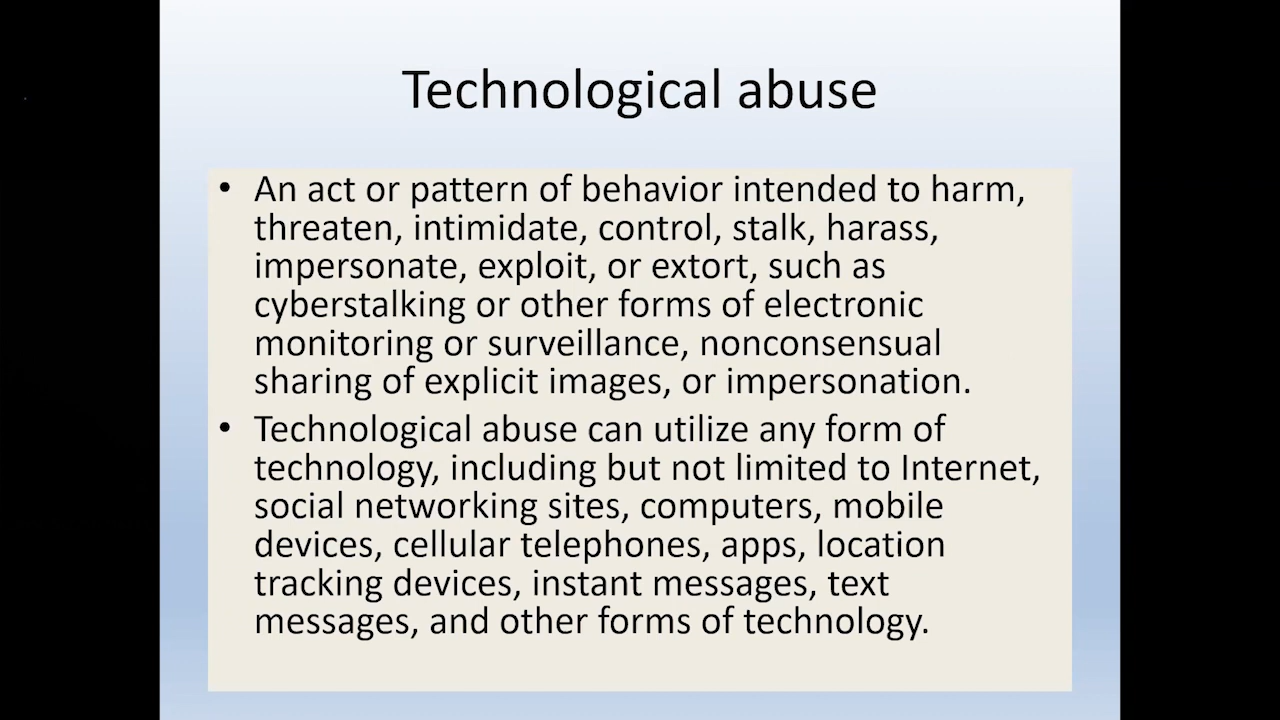 Technological abuse
• An act or pattern of behavior intended to harm,
threaten, intimidate, control, stalk, harass,
impersonate, exploit, or extort, such as
cyberstalking or other forms of electronic
monitoring or surveillance, nonconsensual
sharing of explicit images, or impersonation.
• Technological abuse can utilize any form of
technology, including but not limited to Internet,
social networking sites, computers, mobile
devices, cellular telephones, apps, location
tracking devices, instant messages, text
messages, and other forms of technology.